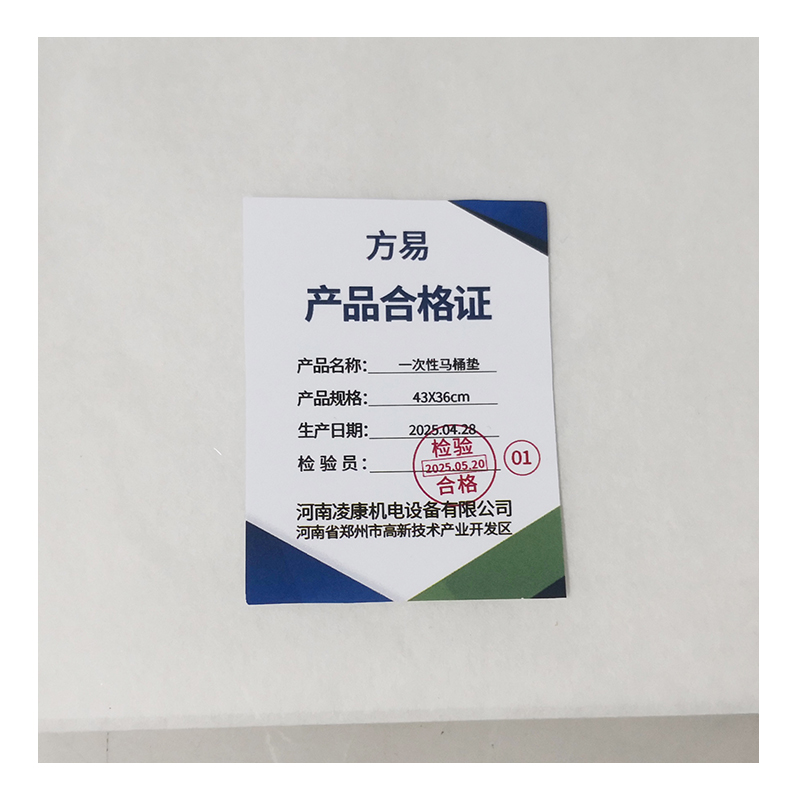 方易
产品合格证
产品名称： 一次性马桶垫
产品规格： 43X36cm
生产日期： 2025.04.28
检验员：
检验
2025.05.20
合格
01
河南凌康机电设备有限公司
河南省郑州市高新技术产业开发区